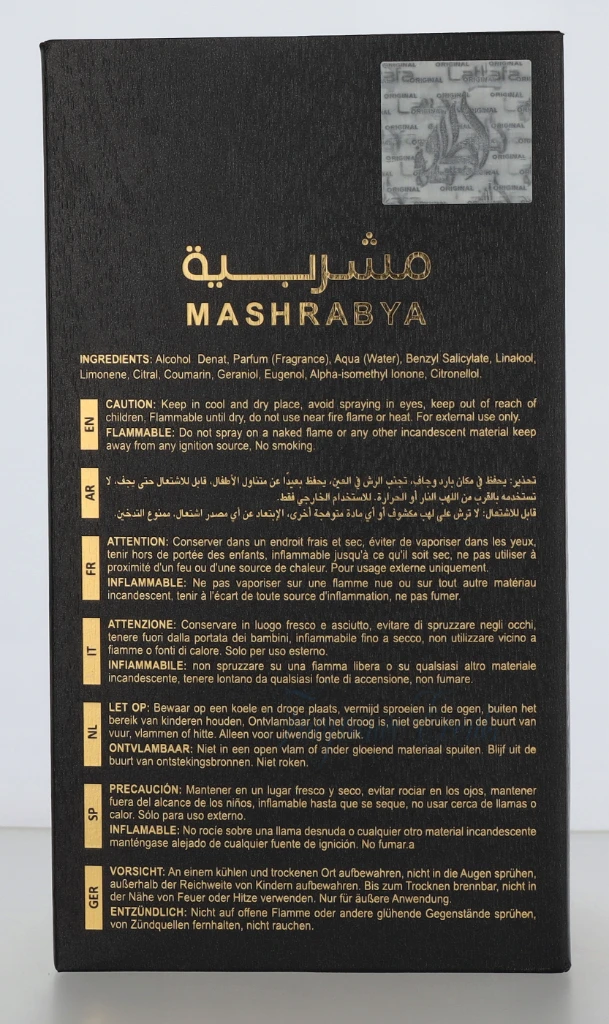 Lattafa
ORIGINAL
مشربية
MASHRABYA
INGREDIENTS: Alcohol Denat, Parfum (Fragrance), Aqua (Water), Benzyl Salicylate, Linalool,
Limonene, Citral, Coumarin, Geraniol, Eugenol, Alpha-isomethyl Ionone, Citronellol.
EN
CAUTION: Keep in cool and dry place, avoid spraying in eyes, keep out of reach of
children, Flammable until dry, do not use near fire flame or heat. For external use only.
FLAMMABLE: Do not spray on a naked flame or any other incandescent material keep
away from any ignition source, No smoking.
AR
تحذير: يحفظ في مكان بارد وجاف، تجنب الرش في العين، يحفظ بعيدًا عن متناول الأطفال، قابل للاشتعال حتى يجف، لا
تستخدمه بالقرب من اللهب النار أو الحرارة. للاستخدام الخارجي فقط.
قابل للاشتعال: لا ترش على لهب مكشوف أو أي مادة متوهجة أخرى، الإبتعاد عن أي مصدر اشتعال، ممنوع التدخين.
FR
ATTENTION: Conserver dans un endroit frais et sec, éviter de vaporiser dans les yeux,
tenir hors de portée des enfants, inflammable jusqu'à ce qu'il soit sec, ne pas utiliser à
proximité d'un feu ou d'une source de chaleur. Pour usage externe uniquement.
INFLAMMABLE: Ne pas vaporiser sur une flamme nue ou sur tout autre matériau
incandescent, tenir à l'écart de toute source d'inflammation, ne pas fumer.
IT
ATTENZIONE: Conservare in luogo fresco e asciutto, evitare di spruzzare negli occhi,
tenere fuori dalla portata dei bambini, infiammabile fino a secco, non utilizzare vicino a
fiamme o fonti di calore. Solo per uso esterno.
INFIAMMABILE: non spruzzare su una fiamma libera o su qualsiasi altro materiale
incandescente, tenere lontano da qualsiasi fonte di accensione, non fumare.
NL
LET OP: Bewaar op een koele en droge plaats, vermijd sproeien in de ogen, buiten het
bereik van kinderen houden, Ontvlambaar tot het droog is, niet gebruiken in de buurt van
vuur, vlammen of hitte. Alleen voor uitwendig gebruik.
ONTVLAMBAAR: Niet in een open vlam of ander gloeiend materiaal spuiten. Blijf uit de
buurt van ontstekingsbronnen. Niet roken.
SP
PRECAUCIÓN: Mantener en un lugar fresco y seco, evitar rociar en los ojos, mantener
fuera del alcance de los niños, inflamable hasta que se seque, no usar cerca de llamas o
calor. Sólo para uso externo.
INFLAMABLE: No rocíe sobre una llama desnuda o cualquier otro material incandescente
manténgase alejado de cualquier fuente de ignición. No fumar.a
GER
VORSICHT: An einem kühlen und trockenen Ort aufbewahren, nicht in die Augen sprühen,
außerhalb der Reichweite von Kindern aufbewahren. Bis zum Trocknen brennbar, nicht in
der Nähe von Feuer oder Hitze verwenden. Nur für äußere Anwendung.
ENTZÜNDLICH: Nicht auf offene Flamme oder andere glühende Gegenstände sprühen,
von Zündquellen fernhalten, nicht rauchen.